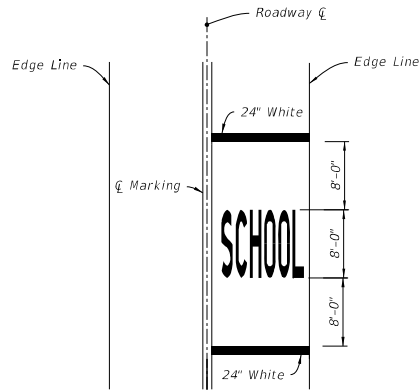 Roadway ℄
Edge Line
Edge Line
24" White
℄ Marking
8'-0"
SCHOOL
8'-0"
8'-0"
24" White